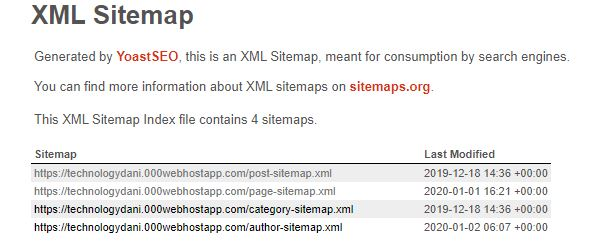 XML Sitemap
Generated by YoastSEO, this is an XML Sitemap, meant for consumption by search engines.
You can find more information about XML sitemaps on sitemaps.org.
This XML Sitemap Index file contains 4 sitemaps.
Sitemap Last Modified
https://technologydani.000webhostapp.com/post-sitemap.xml 2019-12-18 14:36 +00:00
https://technologydani.000webhostapp.com/page-sitemap.xml 2020-01-01 16:21 +00:00
https://technologydani.000webhostapp.com/category-sitemap.xml 2019-12-18 14:36 +00:00
https://technologydani.000webhostapp.com/author-sitemap.xml 2020-01-02 06:07 +00:00